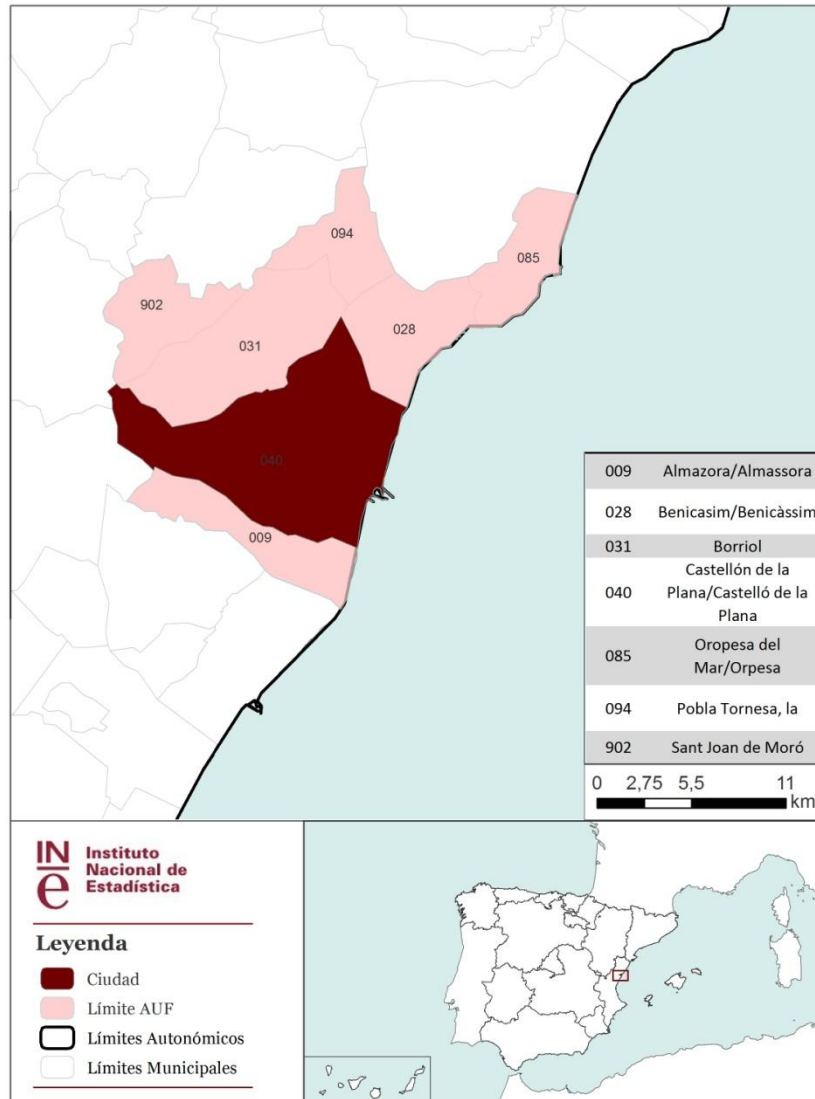 094
085
902
028
031
040
009
009 Almazora/Almassora
028 Benicasim/Benicàssim
031 Borriol
040 Castellón de la
Plana/Castelló de la
Plana
085 Oropesa del
Mar/Orpesa
094 Pobla Tornesa, la
902 Sant Joan de Moró
0 2,75 5,5 11
km
INe
Instituto
Nacional de
Estadística
Leyenda
Ciudad
Límite AUF
Límites Autonómicos
Límites Municipales